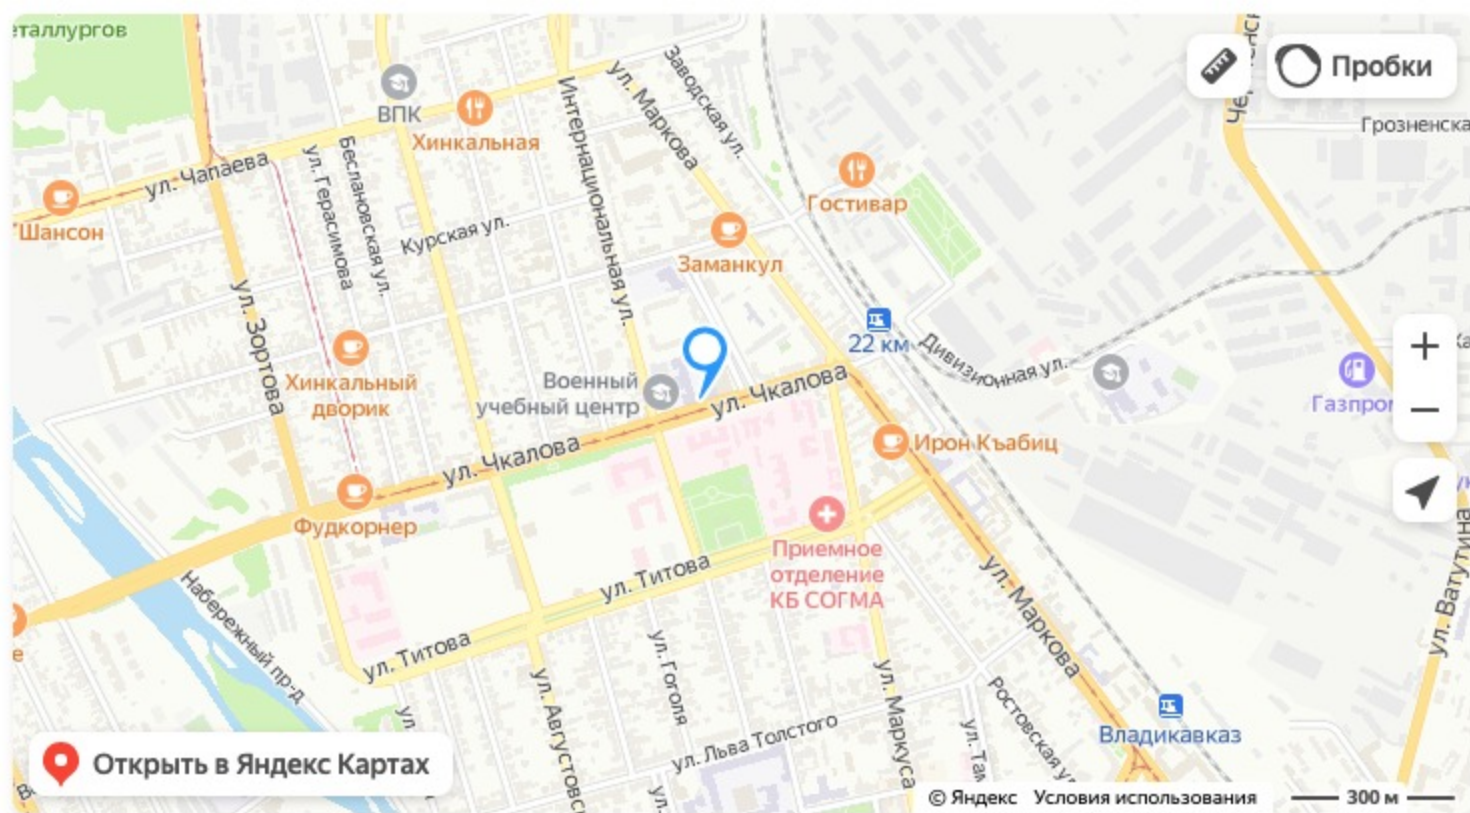 еталлургов
Пробки
ВПК
Хинкальная
Интернациональная ул.
ул. Маркова
Заводская ул.
Грозненска
ул. Чапаева
ул. Герасимова
Беслановская ул.
Курская ул.
Гостивар
Шансон
Заманкул
ул. Зортова
22 км
Дивизионная ул.
Хинкальный
дворик
Военный
учебный центр
ул. Чкалова
Газпром
ул. Чкалова
Ирон Къабиц
Фудкорнер
Приемное
отделение
КБ СОГМА
ул. Титова
ул. Маркова
ул. Ватутина
Набережный пр-д
е
ул. Титова
ул. Гоголя
ул. Августовс
ул. Маркуса
Ростовская у
ул. Льва Толстого
ул. Там
ул
ул.
Владикавказ
Открыть в Яндекс Картах
© Яндекс Условия использования
300 м